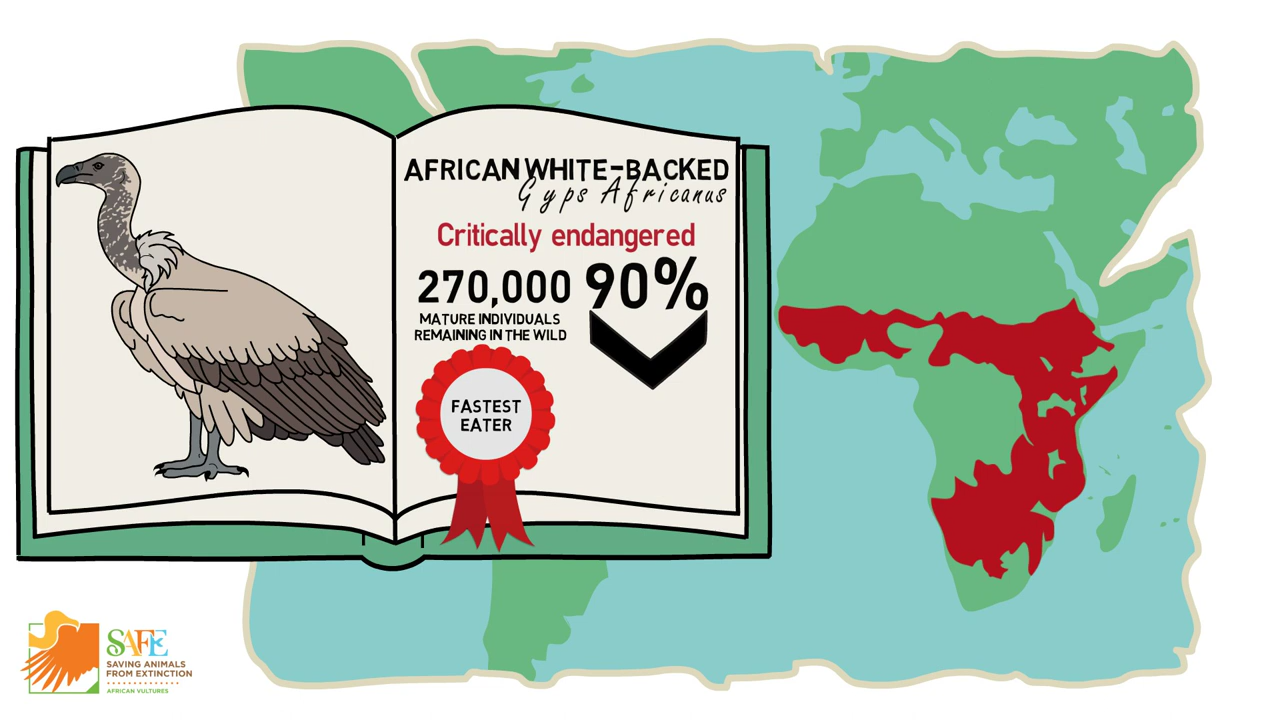 AFRICAN WHITE-BACKED
Gyps Africanus
Critically endangered
270,000
MATURE INDIVIDUALS
REMAINING IN THE WILD
90%
FASTEST
EATER
SAFE
SAVING ANIMALS
FROM EXTINCTION
AFRICAN VULTURES